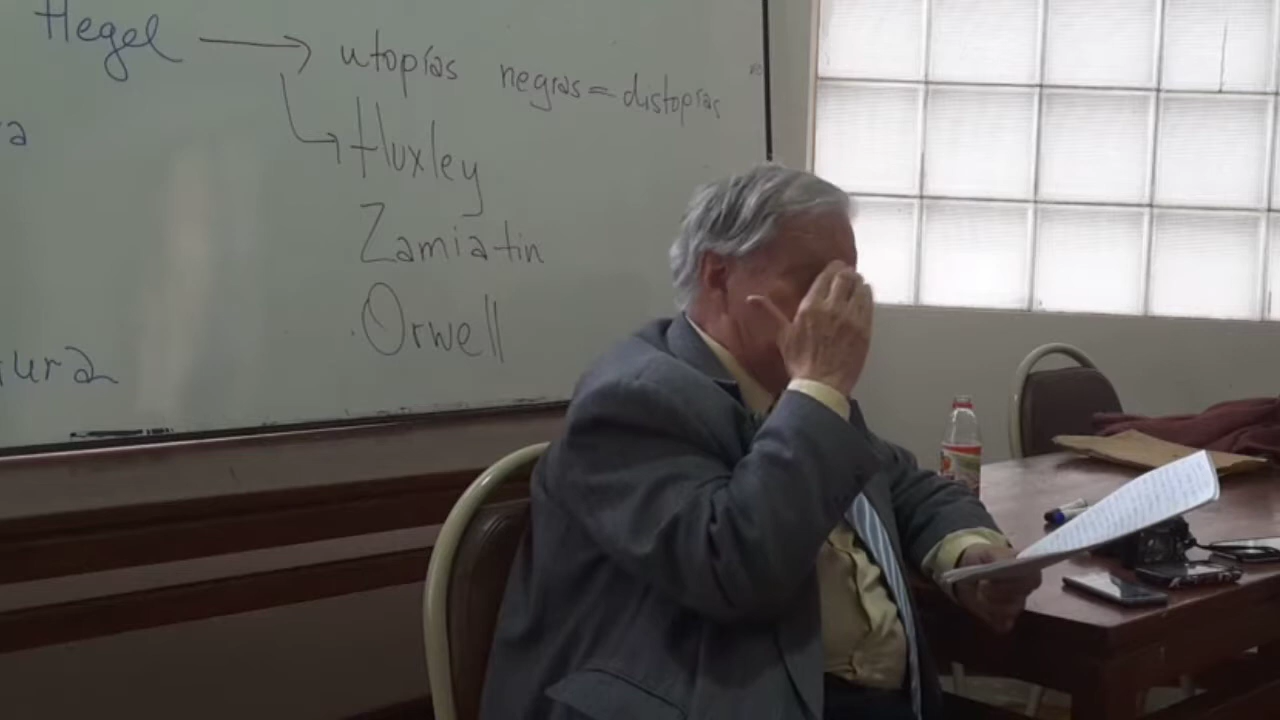 Hegel → utopías negras = distopías
Huxley
Zamiatin
Orwell